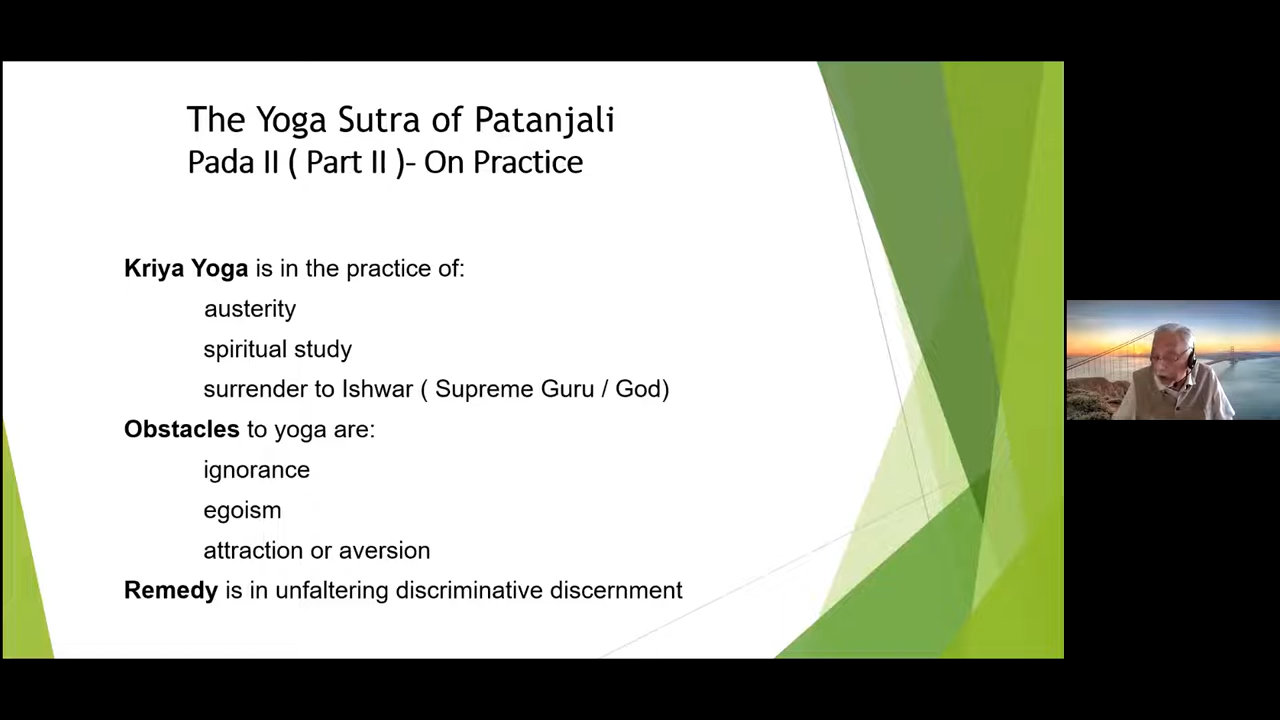 The Yoga Sutra of Patanjali
Pada II ( Part II )- On Practice
Kriya Yoga is in the practice of:
austerity
spiritual study
surrender to Ishwar ( Supreme Guru / God)
Obstacles to yoga are:
ignorance
egoism
attraction or aversion
Remedy is in unfaltering discriminative discernment